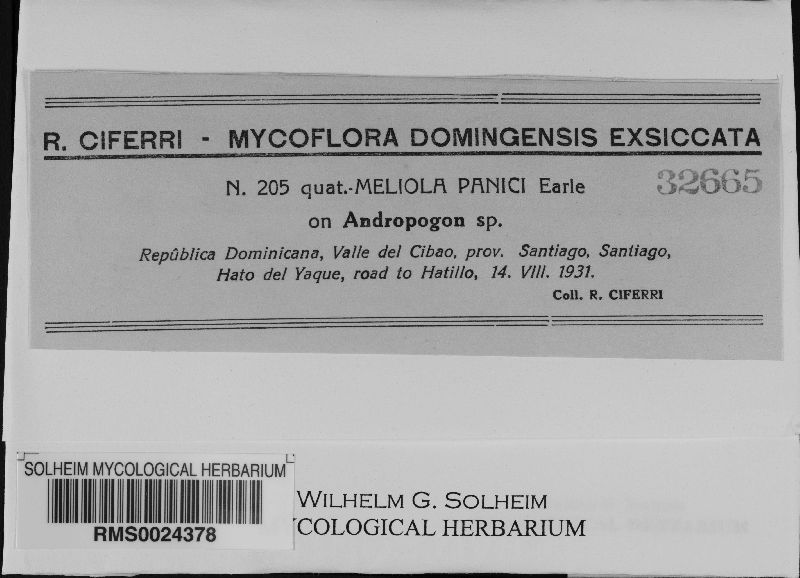 R. CIFERRI - MYCOFLORA DOMINGENSIS EXSICCATA
N. 205 quat.-MELIOLA PANICI Earle 32665
on Andropogon sp.
República Dominicana, Valle del Cibao, prov. Santiago, Santiago,
Hato del Yaque, road to Hatillo, 14. VIII. 1931.
Coll. R. CIFERRI
SOLHEIM MYCOLOGICAL HERBARIUM
RMS0024378
WILHELM G. SOLHEIM
YCOLOGICAL HERBARIUM